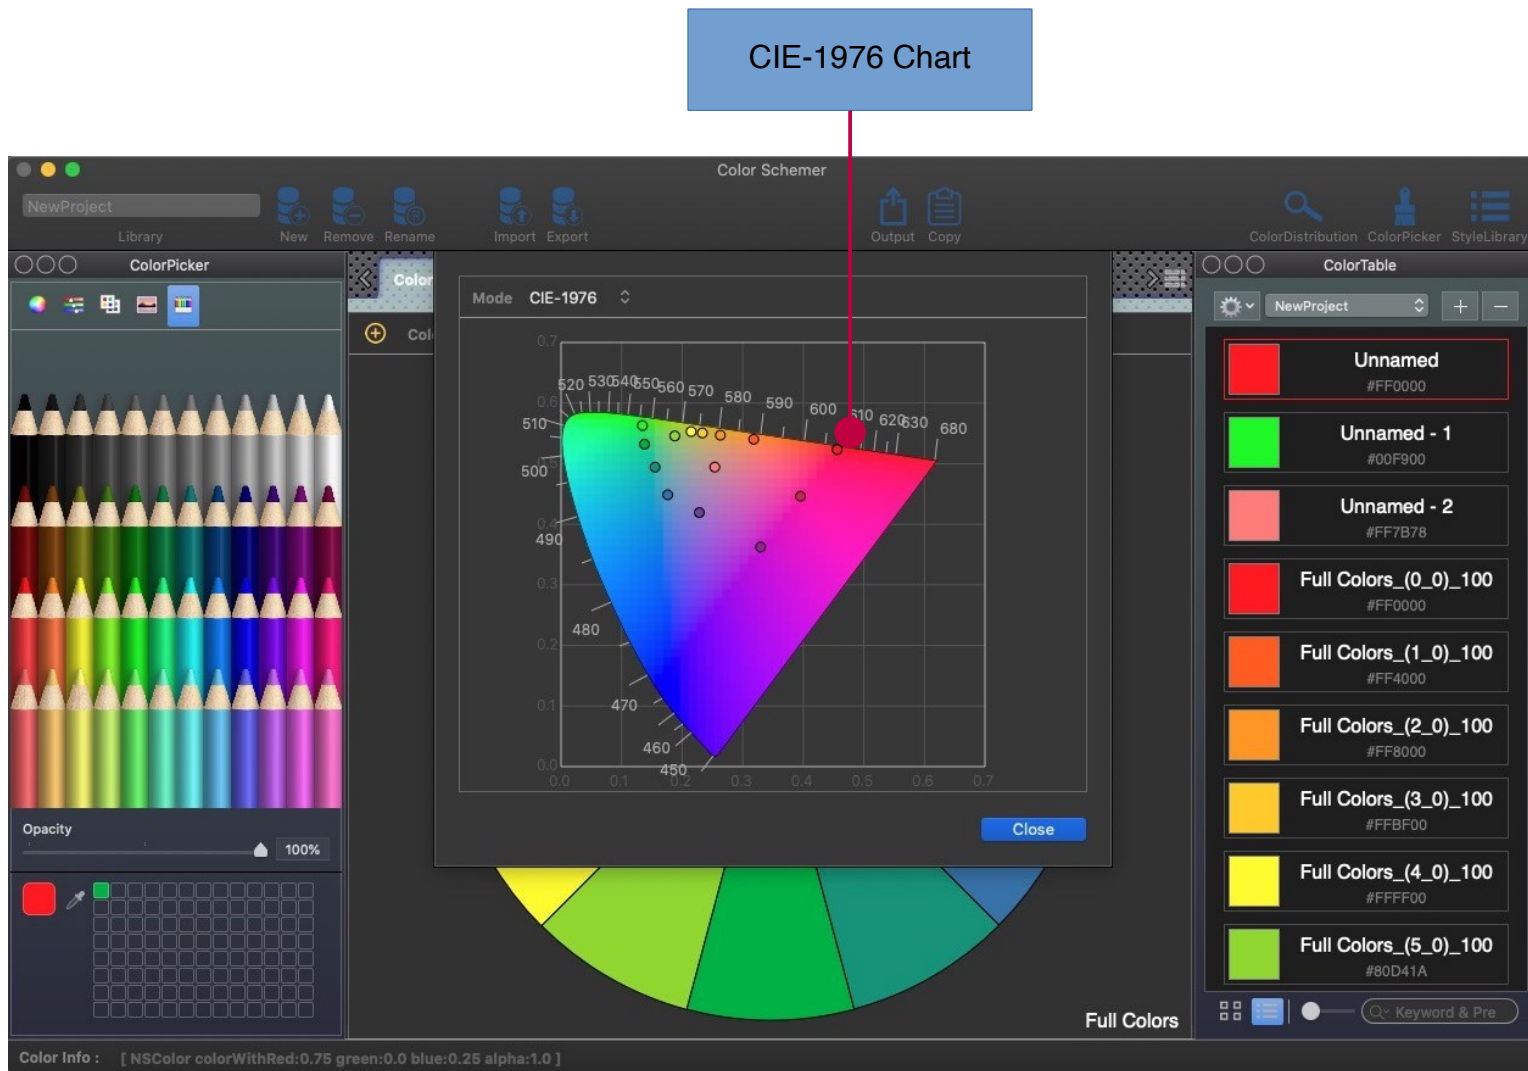 CIE-1976 Chart
Color Schemer
NewProject
Library
New
Remove
Rename
Import
Export
Output
Copy
ColorDistribution
ColorPicker
StyleLibrary
ColorPicker
Opacity
100%
Color
Mode CIE-1976
0.7
0.6
0.5
0.4
0.3
0.2
0.1
0.0
0.0 0.1 0.2 0.3 0.4 0.5 0.6 0.7
450
460
470
480
490
500
510
520
530
540
550
560
570
580
590
600
610
620
630
680
Close
Full Colors
ColorTable
NewProject
Unnamed
#FF0000
Unnamed - 1
#00F900
Unnamed - 2
#FF7B78
Full Colors_(0_0)_100
#FF0000
Full Colors_(1_0)_100
#FF4000
Full Colors_(2_0)_100
#FF8000
Full Colors_(3_0)_100
#FFBF00
Full Colors_(4_0)_100
#FFFF00
Full Colors_(5_0)_100
#80D41A
Keyword & Pre
Color Info : [ NSColor colorWithRed:0.75 green:0.0 blue:0.25 alpha:1.0 ]